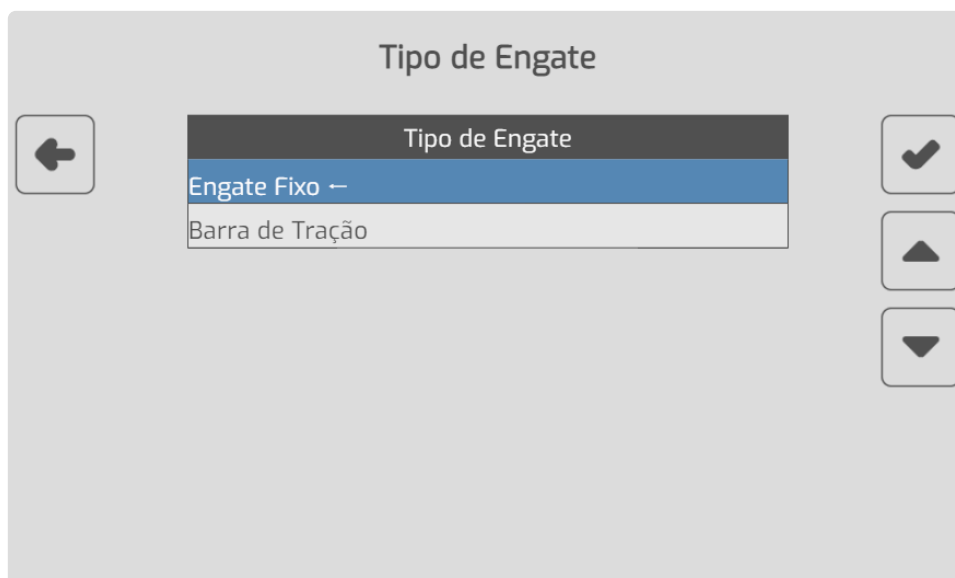 Tipo de Engate
Tipo de Engate
Engate Fixo ←
Barra de Tração